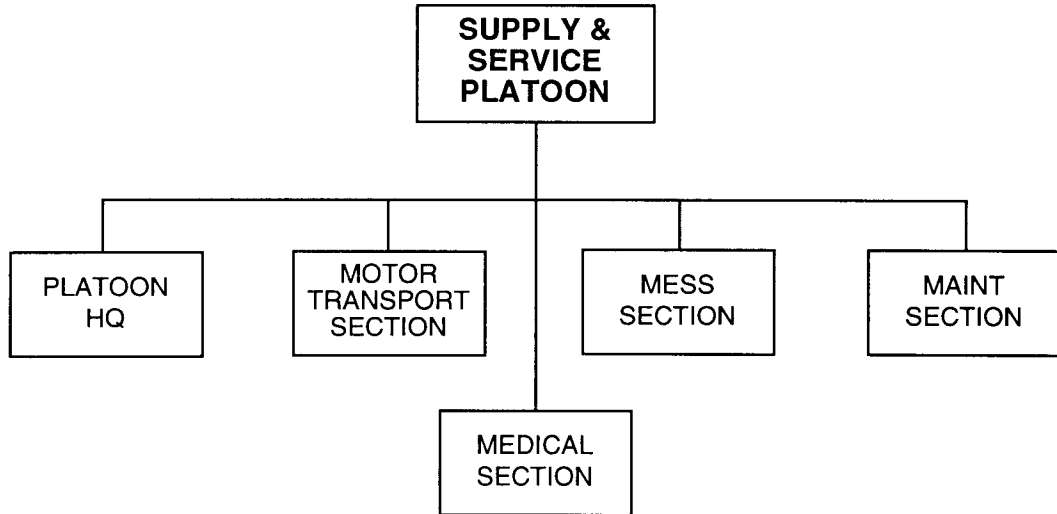 SUPPLY &
SERVICE
PLATOON
PLATOON
HQ
MOTOR
TRANSPORT
SECTION
MESS
SECTION
MAINT
SECTION
MEDICAL
SECTION